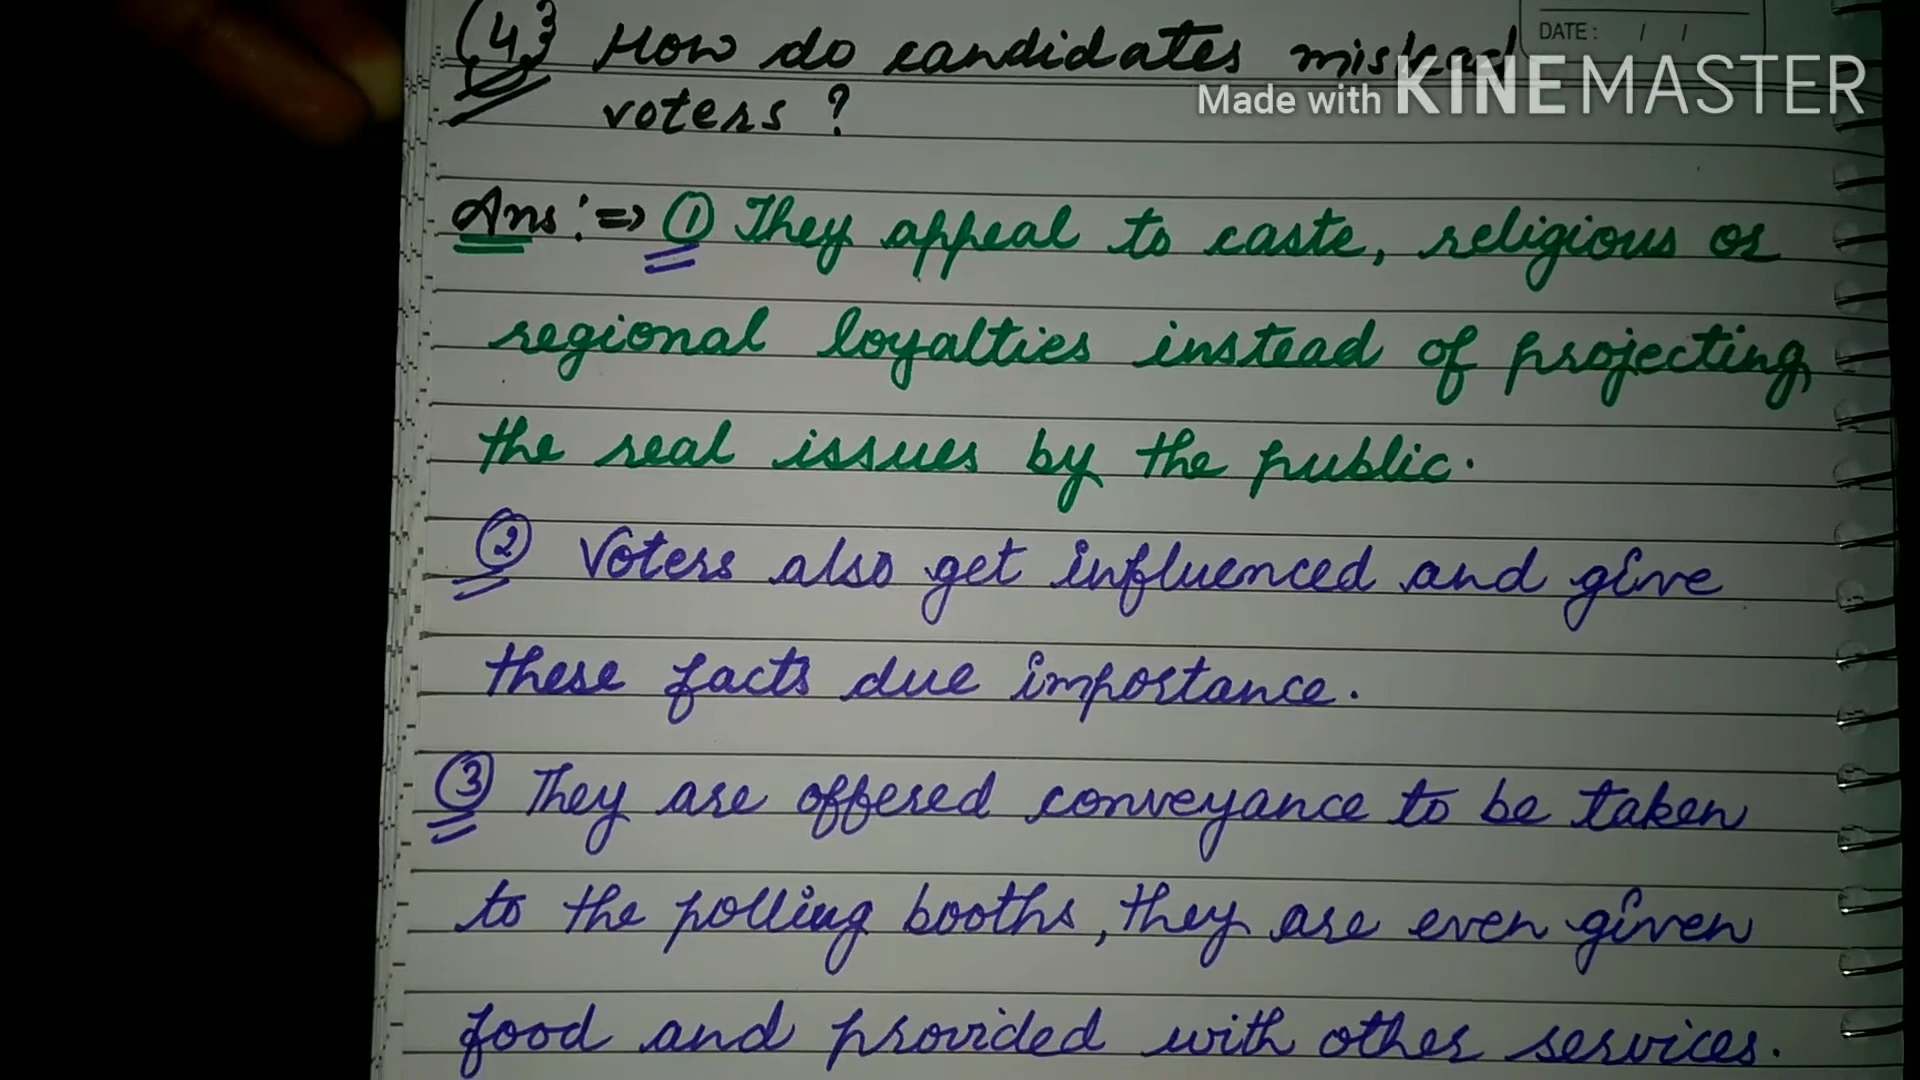 DATE: / /
(4) How do candidates mislead
Made with KINEMASTER
voters ?
Ans:⇒ ① They appeal to caste, religious or
regional loyalties instead of projecting
the real issues by the public.
② Voters also get influenced and give
these facts due importance.
③ They are offered conveyance to be taken
to the polling booths, they are even given
food and provided with other services.